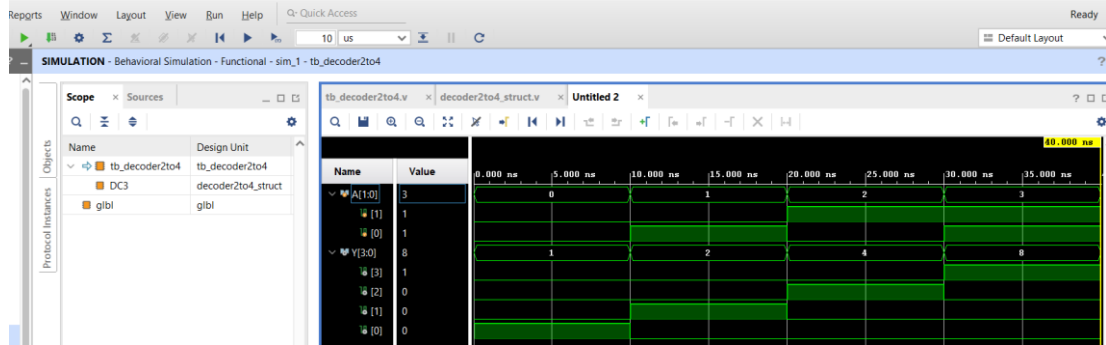 Reports Window Layout View Run Help Q- Quick Access Ready
10 us Default Layout
SIMULATION - Behavioral Simulation - Functional - sim_1 - tb_decoder2to4 ?
Scope × Sources
Name Design Unit
tb_decoder2to4 tb_decoder2to4
DC3 decoder2to4_struct
glbl glbl
Objects
Protocol Instances
tb_decoder2to4.v × decoder2to4_struct.v × Untitled 2 × ?
40.000 ns
Name Value 0.000 ns 5.000 ns 10.000 ns 15.000 ns 20.000 ns 25.000 ns 30.000 ns 35.000 ns
A[1:0] 3 0 1 2 3
[1] 1
[0] 1
Y[3:0] 8 1 2 4 8
[3] 1
[2] 0
[1] 0
[0] 0